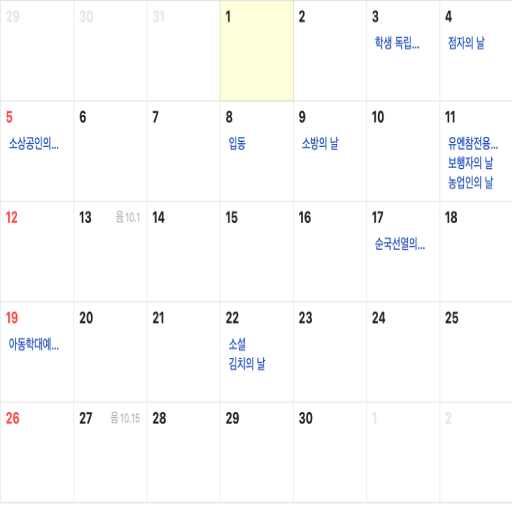 29 30 31 1 2 3 4
학생 독립... 점자의 날
5 6 7 8 9 10 11
소상공인의... 입동 소방의 날 유엔참전용...
보행자의 날
농업인의 날
12 13 음 10.1 14 15 16 17 18
순국선열의...
19 20 21 22 23 24 25
아동학대예... 소설
김치의 날
26 27 음 10.15 28 29 30 1 2